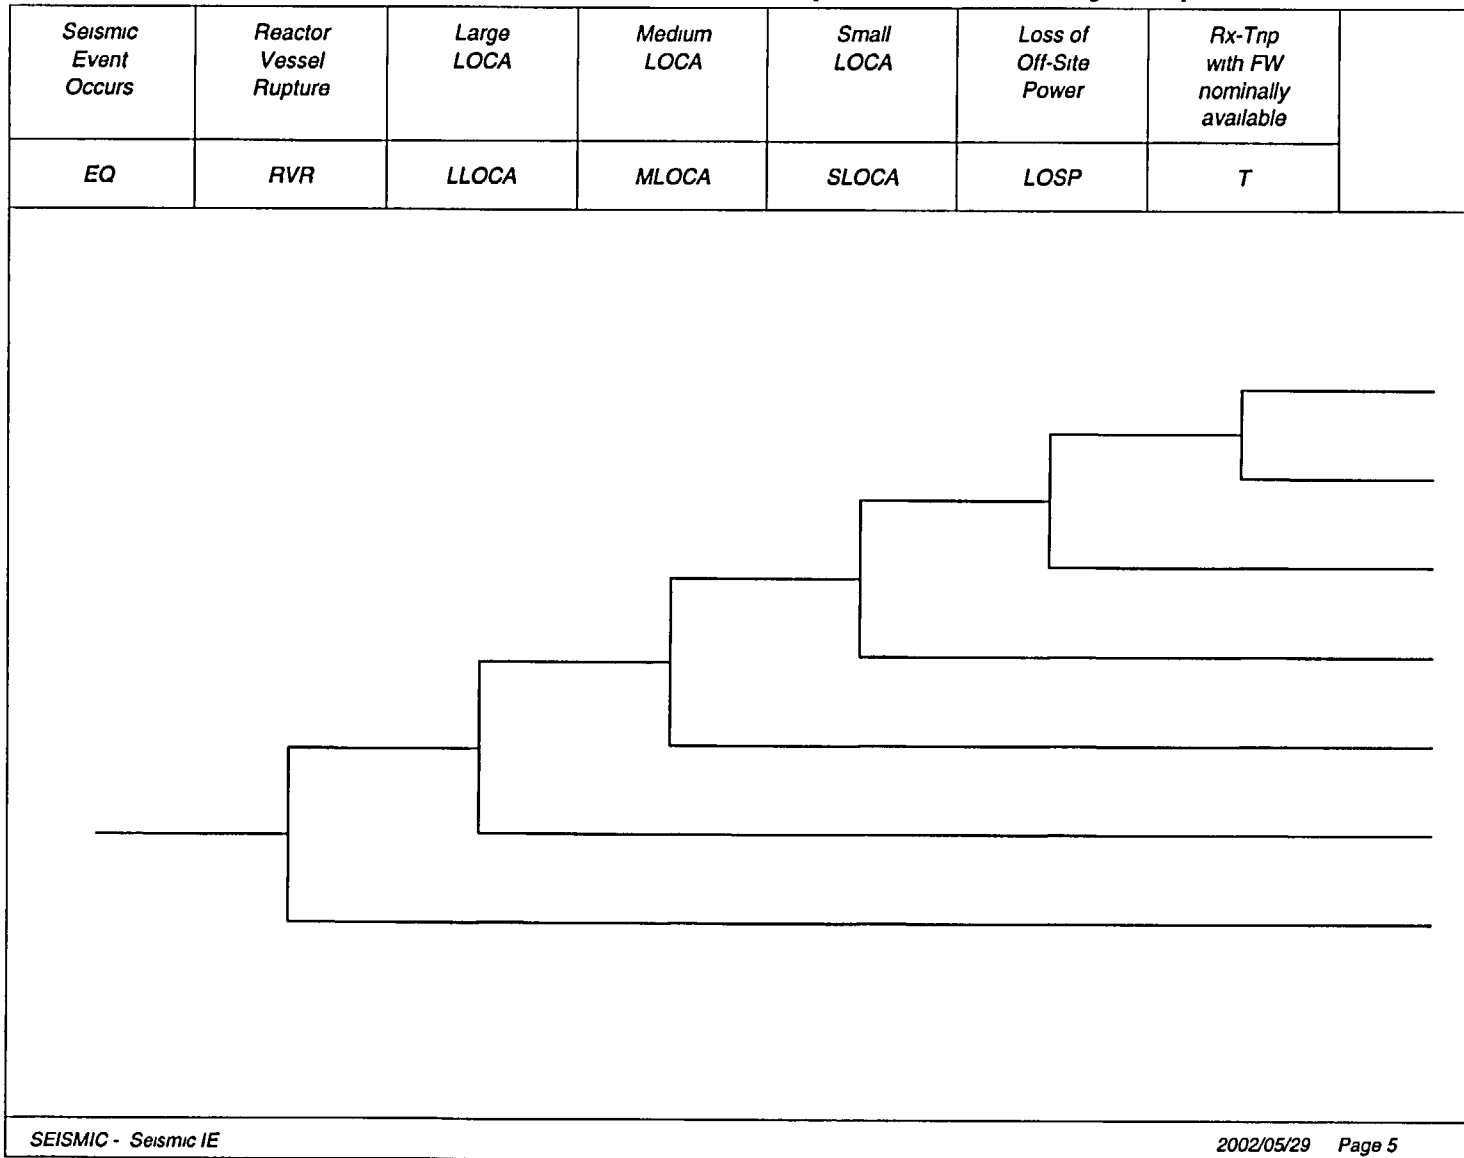 Seismic
Event
Occurs
Reactor
Vessel
Rupture
Large
LOCA
Medium
LOCA
Small
LOCA
Loss of
Off-Site
Power
Rx-Trip
with FW
nominally
available
EQ
RVR
LLOCA
MLOCA
SLOCA
LOSP
T
SEISMIC - Seismic IE
2002/05/29 Page 5